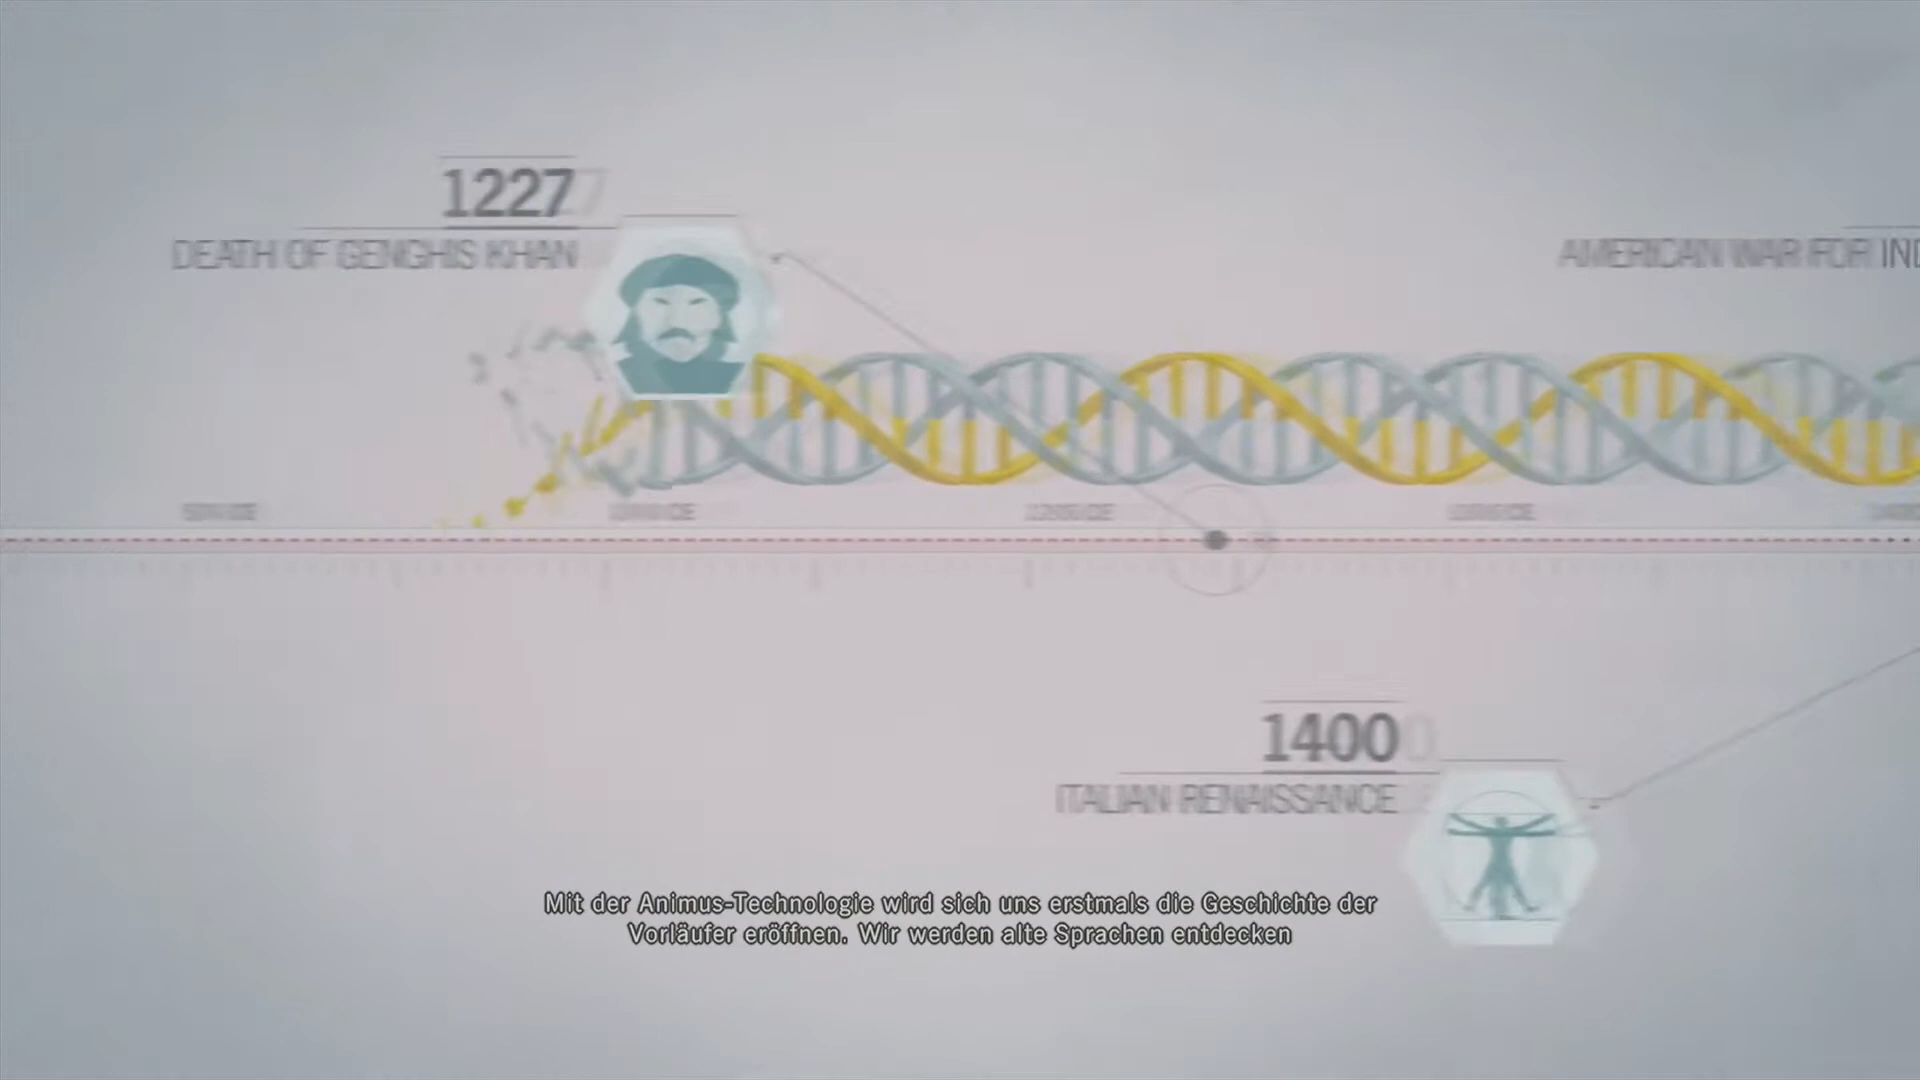 1227
DEATH OF GENGHIS KHAN
AMERICAN WAR FOR IND
1400
ITALIAN RENAISSANCE
Mit der Animus-Technologie wird sich uns erstmals die Geschichte der
Vorläufer eröffnen. Wir werden alte Sprachen entdecken